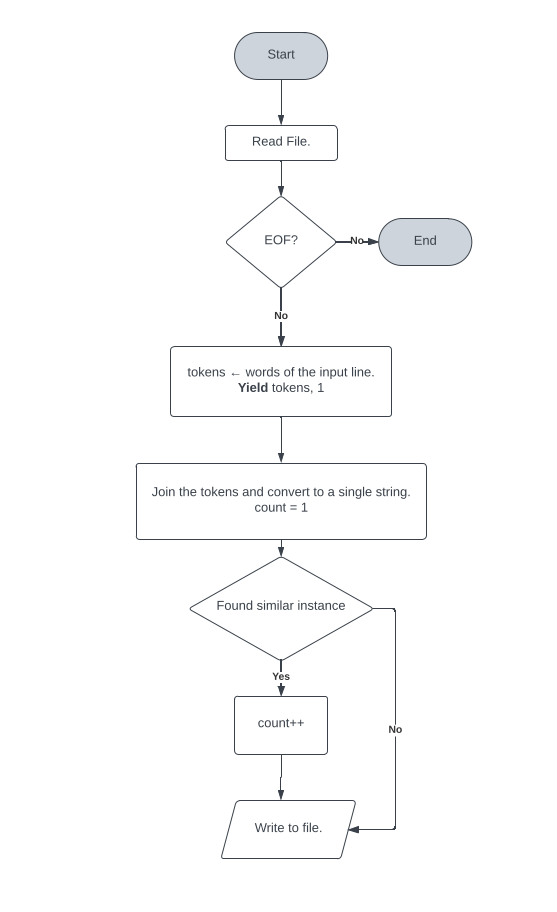 Start
Read File.
EOF?
No
End
No
tokens ← words of the input line.
Yield tokens, 1
Join the tokens and convert to a single string.
count = 1
Found similar instance
Yes
count++
No
Write to file.